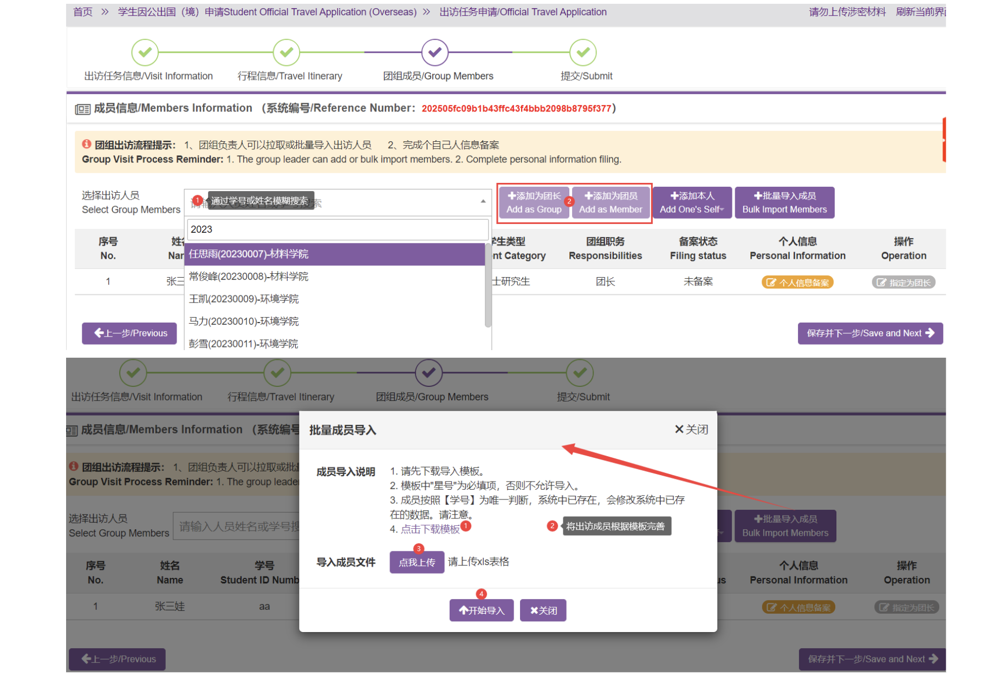 首页 » 学生因公出国（境）申请Student Official Travel Application (Overseas) » 出访任务申请/Official Travel Application 请勿上传涉密材料 刷新当前界
出访任务信息/Visit Information 行程信息/Travel Itinerary 团组成员/Group Members 提交/Submit
成员信息/Members Information （系统编号/Reference Number：202505fc09b1b43ffc43f4bbb2098b8795f377）
团组出访流程提示： 1、团组负责人可以拉取或批量导入出访人员 2、完成个自己人信息备案
Group Visit Process Reminder: 1. The group leader can add or bulk import members. 2. Complete personal information filing.
选择出访人员
Select Group Members
1 通过学号或姓名模糊搜索
添加为团长
Add as Group
2
添加为团员
Add as Member
添加本人
Add One's Self
批量导入成员
Bulk Import Members
2023
任思雨(20230007)-材料学院
常俊峰(20230008)-材料学院
王凯(20230009)-环境学院
马力(20230010)-环境学院
彭雪(20230011)-环境学院
序号 姓 学生类型 团组职务 备案状态 个人信息 操作
No. Nar nt Category Responsibilities Filing status Personal Information Operation
1 张三 士研究生 团长 未备案 个人信息备案 指定为团长
上一步/Previous 保存并下一步/Save and Next
出访任务信息/Visit Information 行程信息/Travel Itinerary 团组成员/Group Members 提交/Submit
成员信息/Members Information （系统编号
团组出访流程提示： 1、团组负责人可以拉取或批
Group Visit Process Reminder: 1. The group leade
选择出访人员
Select Group Members
请输入人员姓名或学号搜
批量导入成员
Bulk Import Members
序号 姓名 学号 个人信息 操作
No. Name Student ID Numb us Personal Information Operation
1 张三娃 aa 个人信息备案 指定为团长
上一步/Previous 保存并下一步/Save and Next
批量成员导入 关闭
成员导入说明
1. 请先下载导入模板。
2. 模板中"星号"为必填项，否则不允许导入。
3. 成员按照【学号】为唯一判断，系统中已存在，会修改系统中已存
在的数据。请注意。
4. 点击下载模板 1
2 将出访成员根据模板完善
3
导入成员文件 点我上传 请上传xls表格
4
开始导入 关闭